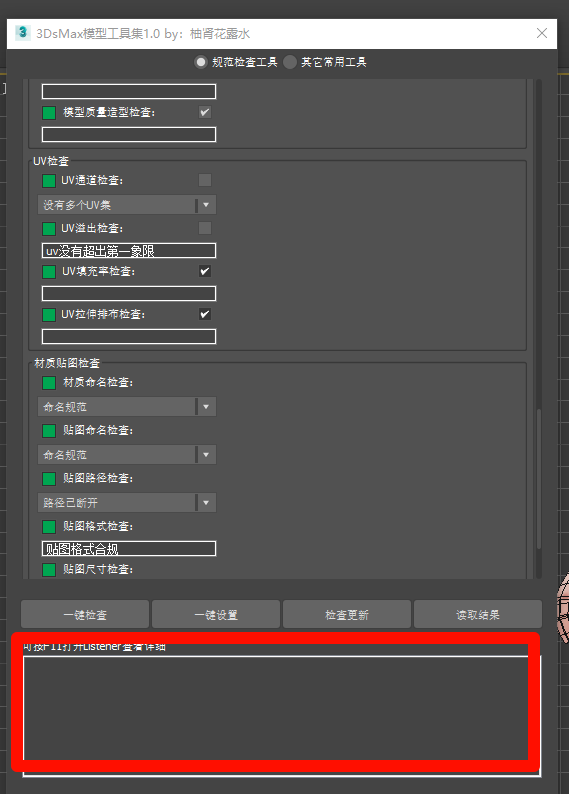 3DsMax模型工具集1.0 by：柚肾花露水
规范检查工具 其它常用工具
模型质量造型检查：
UV检查
UV通道检查：
没有多个UV集
UV溢出检查：
uv没有超出第一象限
UV填充率检查：
UV拉伸排布检查：
材质贴图检查
材质命名检查：
命名规范
贴图命名检查：
命名规范
贴图路径检查：
路径已断开
贴图格式检查：
贴图格式合规
贴图尺寸检查：
一键检查 一键设置 检查更新 读取结果
可按F11打开Listener查看详细